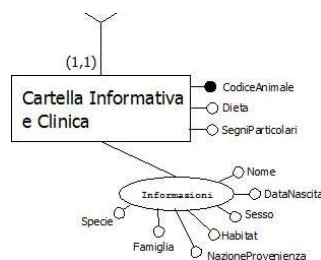 (1,1)
Cartella Informativa
e Clinica
CodiceAnimale
Dieta
SegniParticolari
Nome
Informazioni
DataNascita
Specie
Sesso
Famiglia
Habitat
NazioneProvenienza